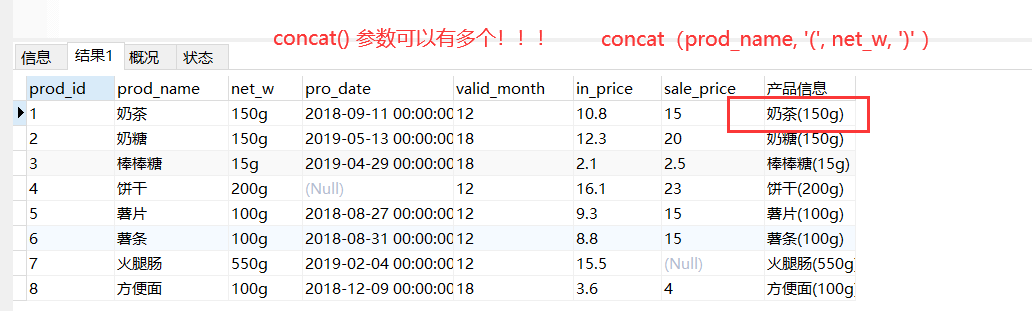 concat() 参数可以有多个！！！ concat（prod_name, '(', net_w, ')' ）
信息 结果1 概况 状态
prod_id prod_name net_w pro_date valid_month in_price sale_price 产品信息
1 奶茶 150g 2018-09-11 00:00:00 12 10.8 15 奶茶(150g)
2 奶糖 150g 2019-05-13 00:00:00 18 12.3 20 奶糖(150g)
3 棒棒糖 15g 2019-04-29 00:00:00 18 2.1 2.5 棒棒糖(15g)
4 饼干 200g (Null) 12 16.1 23 饼干(200g)
5 薯片 100g 2018-08-27 00:00:00 12 9.3 15 薯片(100g)
6 薯条 100g 2018-08-31 00:00:00 12 8.8 15 薯条(100g)
7 火腿肠 550g 2019-02-04 00:00:00 12 15.5 (Null) 火腿肠(550g
8 方便面 100g 2018-12-09 00:00:00 18 3.6 4 方便面(100g